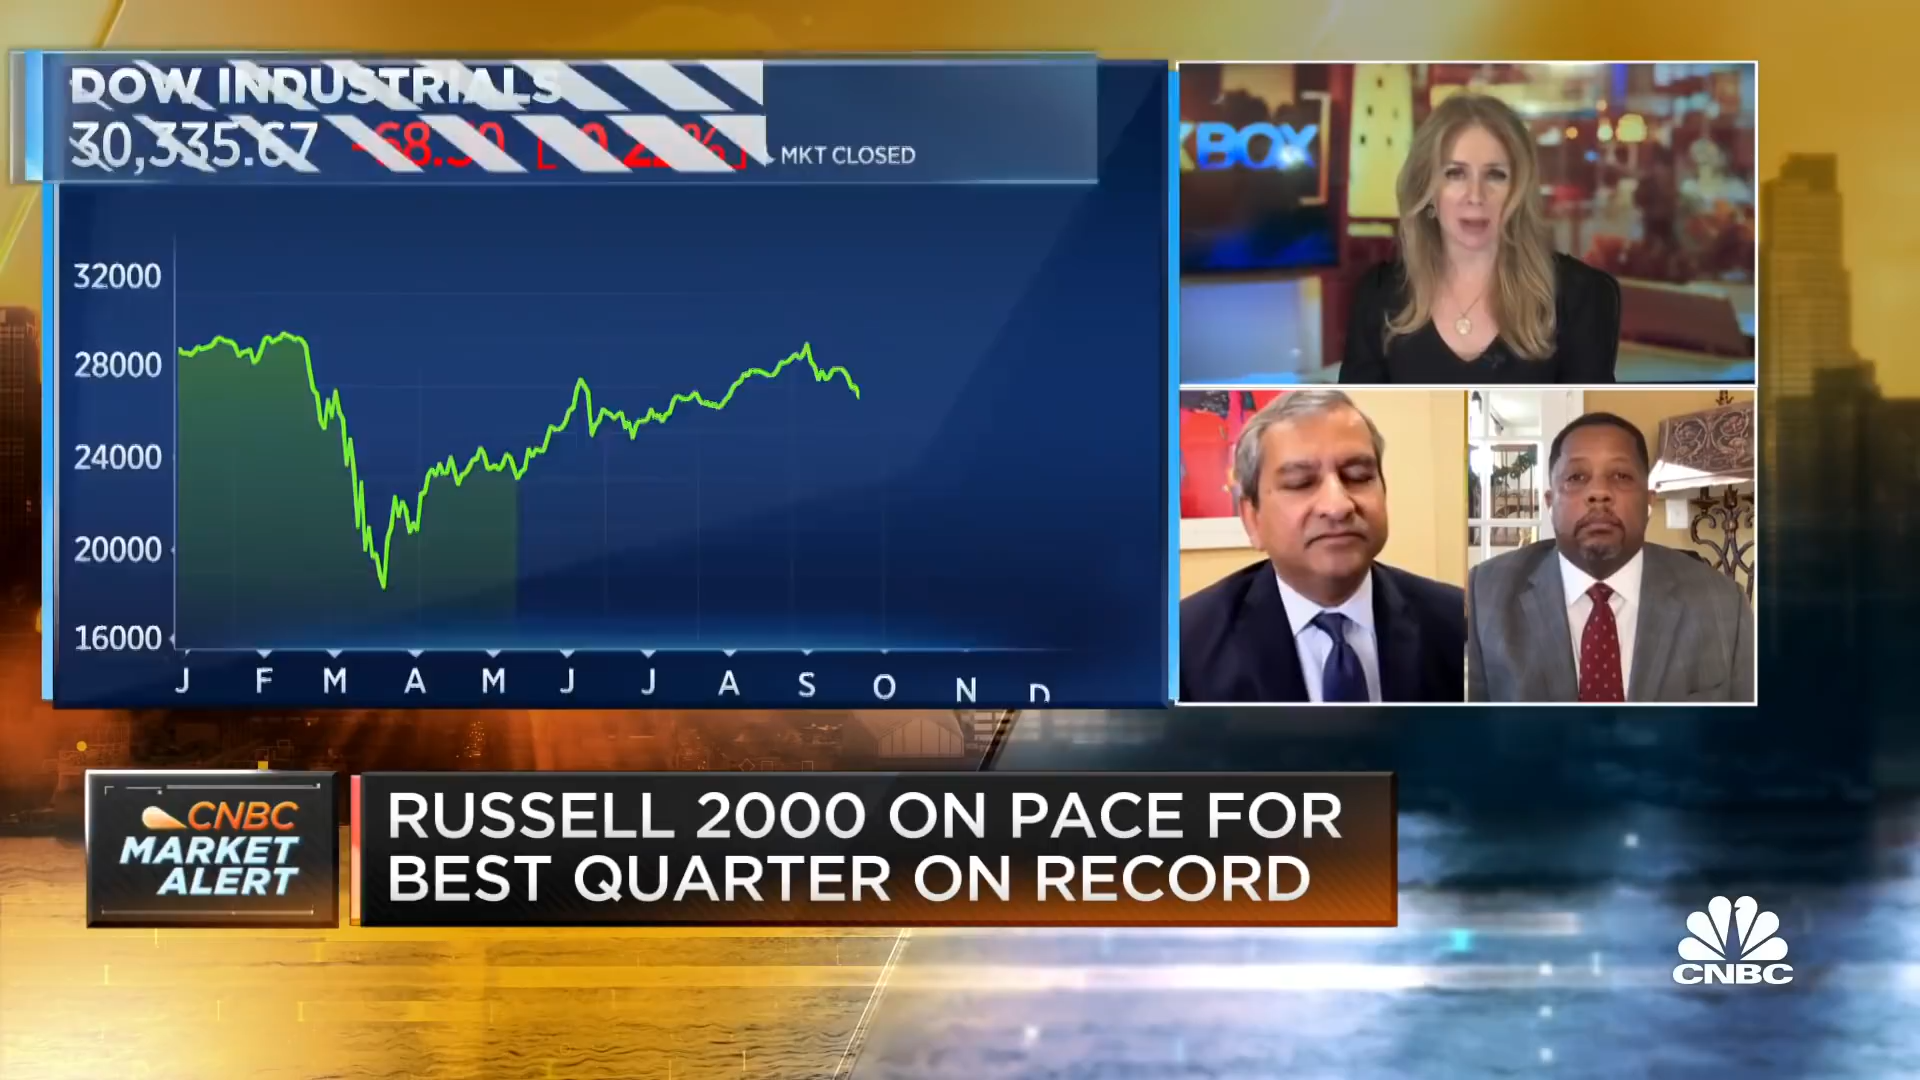 DOW INDUSTRIALS
30,335.67
MKT CLOSED
32000
28000
24000
20000
16000
J F M A M J J A S O N D
KBOX
CNBC
MARKET
ALERT
RUSSELL 2000 ON PACE FOR
BEST QUARTER ON RECORD
CNBC